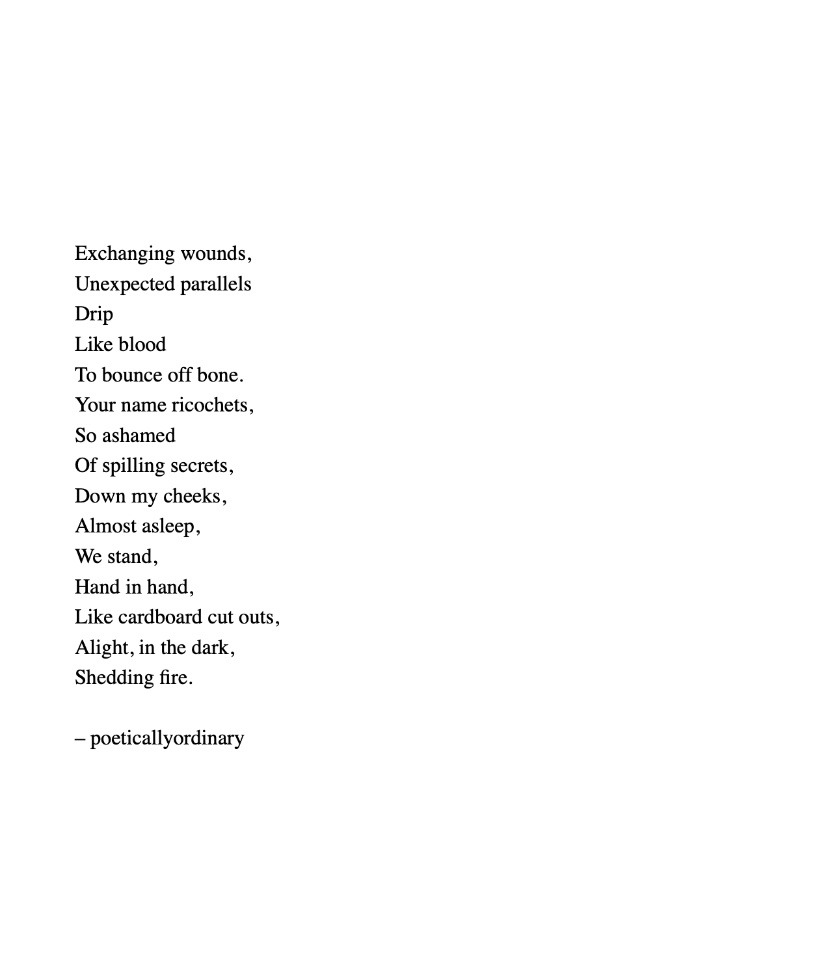 Exchanging wounds,
Unexpected parallels
Drip
Like blood
To bounce off bone.
Your name ricochets,
So ashamed
Of spilling secrets,
Down my cheeks,
Almost asleep,
We stand,
Hand in hand,
Like cardboard cut outs,
Alight, in the dark,
Shedding fire.
– poeticallyordinary